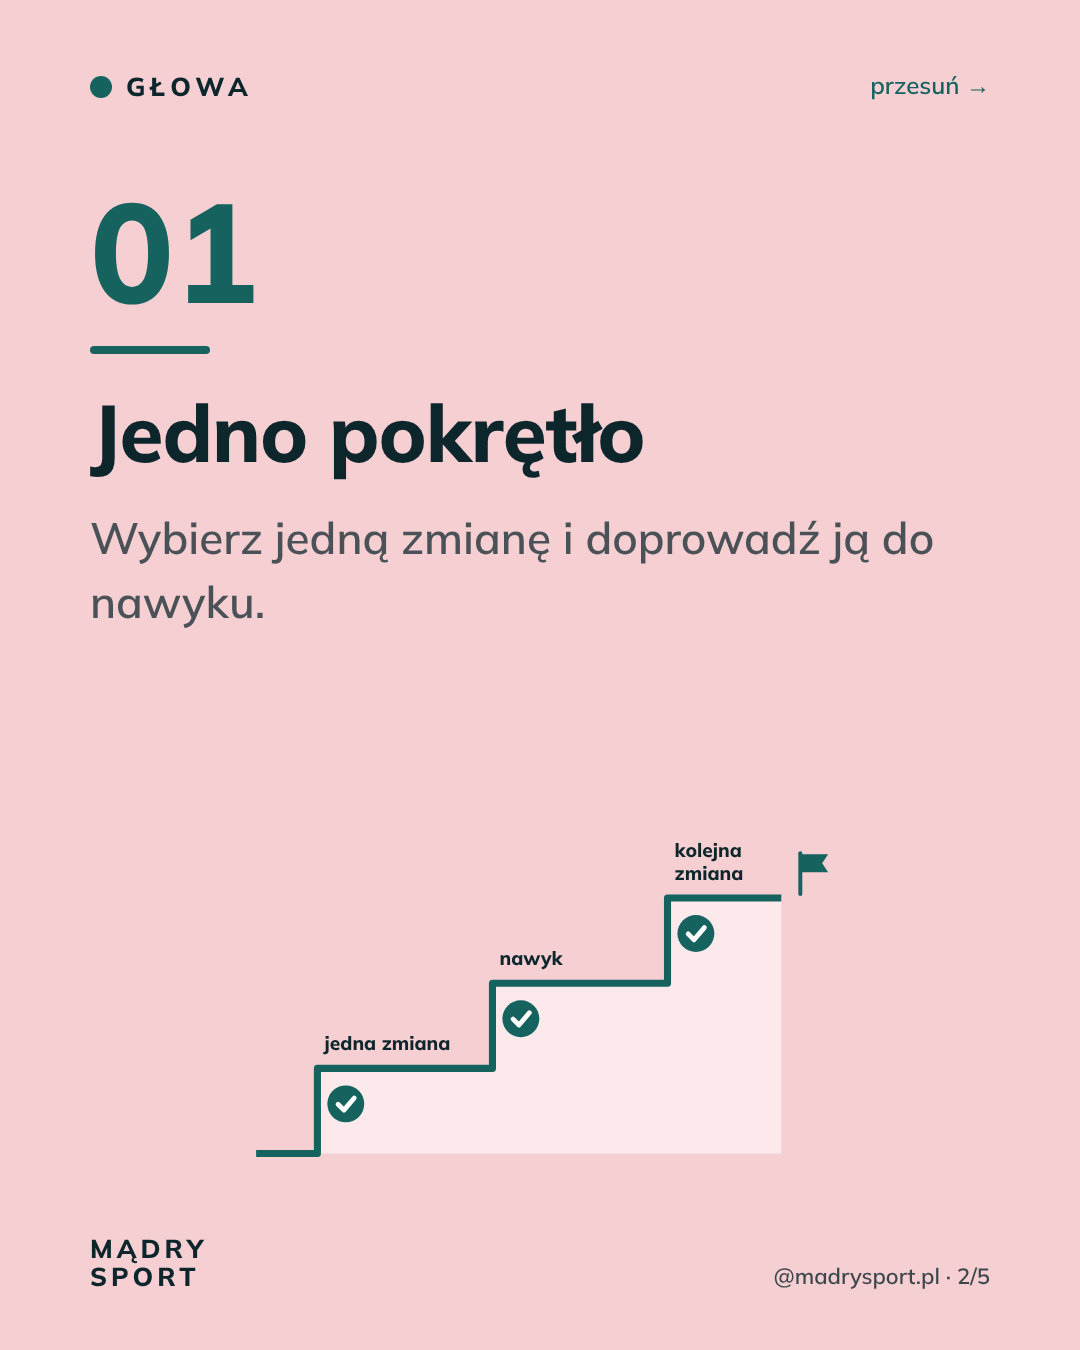 GŁOWA
przesuń →
01
Jedno pokrętło
Wybierz jedną zmianę i doprowadź ją do
nawyku.
kolejna
zmiana
nawyk
jedna zmiana
MĄDRY
SPORT
@madrysport.pl · 2/5